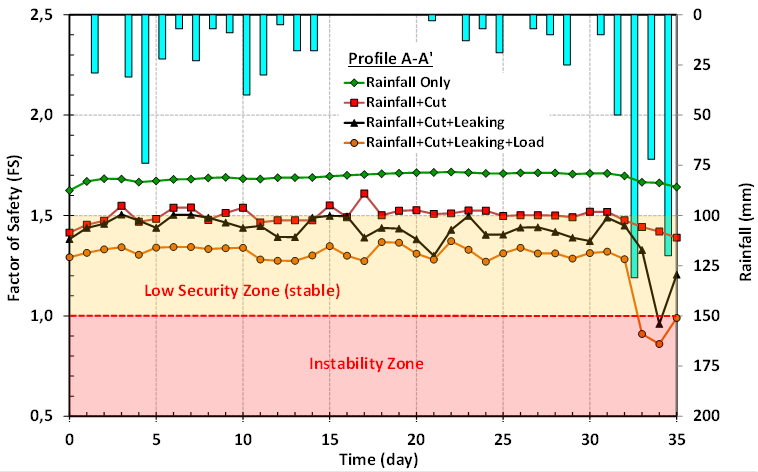 2,5
2,0
1,5
1,0
0,5
Factor of Safety (FS)
0
25
50
75
100
125
150
175
200
Rainfall (mm)
Profile A-A'
Rainfall Only
Rainfall+Cut
Rainfall+Cut+Leaking
Rainfall+Cut+Leaking+Load
Low Security Zone (stable)
Instability Zone
0 5 10 15 20 25 30 35
Time (day)